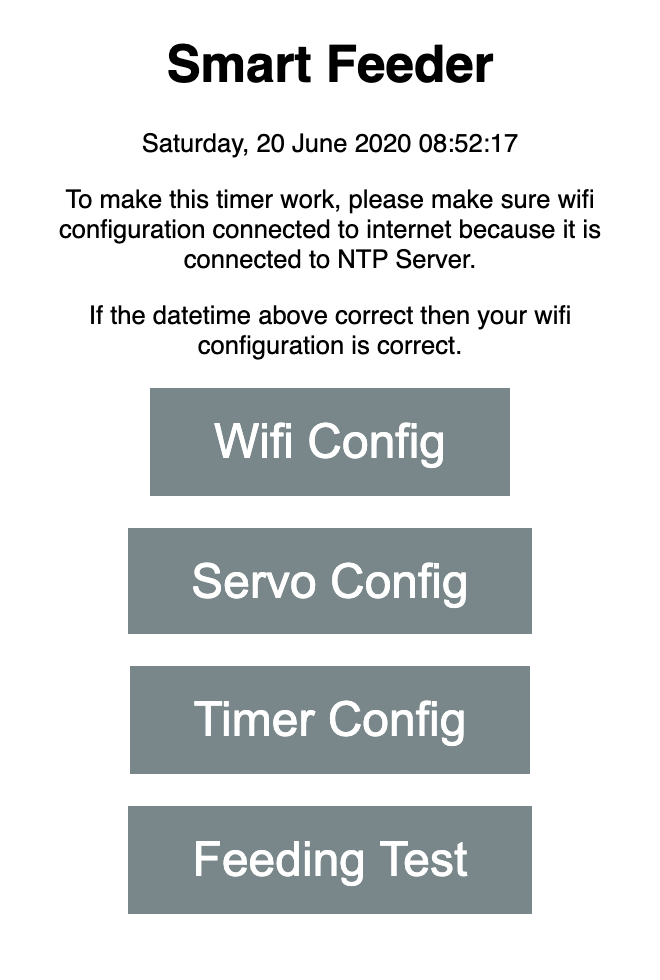 Smart Feeder
Saturday, 20 June 2020 08:52:17
To make this timer work, please make sure wifi
configuration connected to internet because it is
connected to NTP Server.
If the datetime above correct then your wifi
configuration is correct.
Wifi Config
Servo Config
Timer Config
Feeding Test